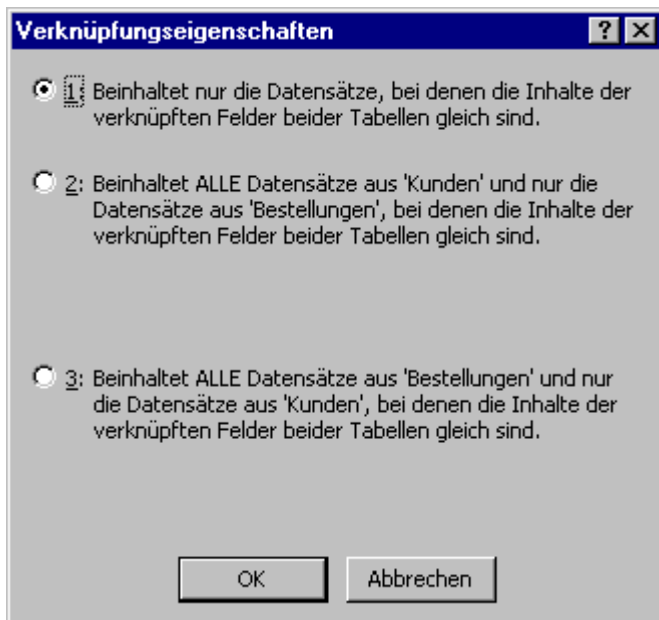 Verknüpfungseigenschaften
1: Beinhaltet nur die Datensätze, bei denen die Inhalte der
verknüpften Felder beider Tabellen gleich sind.
2: Beinhaltet ALLE Datensätze aus 'Kunden' und nur die
Datensätze aus 'Bestellungen', bei denen die Inhalte der
verknüpften Felder beider Tabellen gleich sind.
3: Beinhaltet ALLE Datensätze aus 'Bestellungen' und nur
die Datensätze aus 'Kunden', bei denen die Inhalte der
verknüpften Felder beider Tabellen gleich sind.
OK Abbrechen